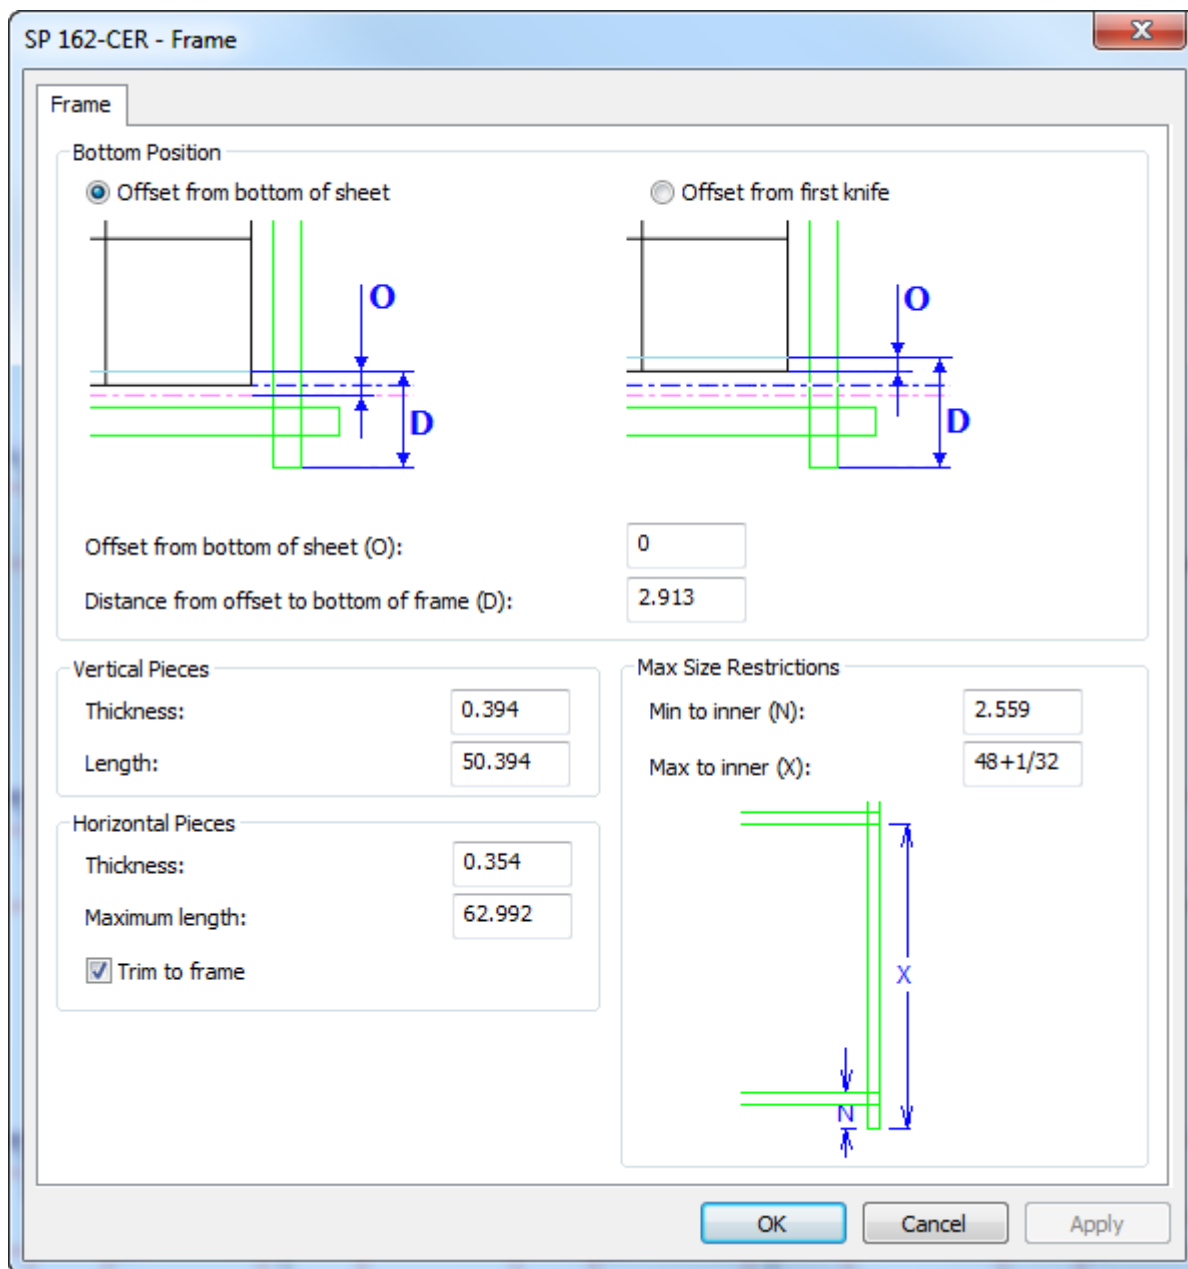 SP 162-CER - Frame
Frame
Bottom Position
Offset from bottom of sheet
Offset from first knife
O
D
O
D
Offset from bottom of sheet (O): 0
Distance from offset to bottom of frame (D): 2.913
Vertical Pieces
Thickness: 0.394
Length: 50.394
Horizontal Pieces
Thickness: 0.354
Maximum length: 62.992
Trim to frame
Max Size Restrictions
Min to inner (N): 2.559
Max to inner (X): 48+1/32
X
N
OK Cancel Apply